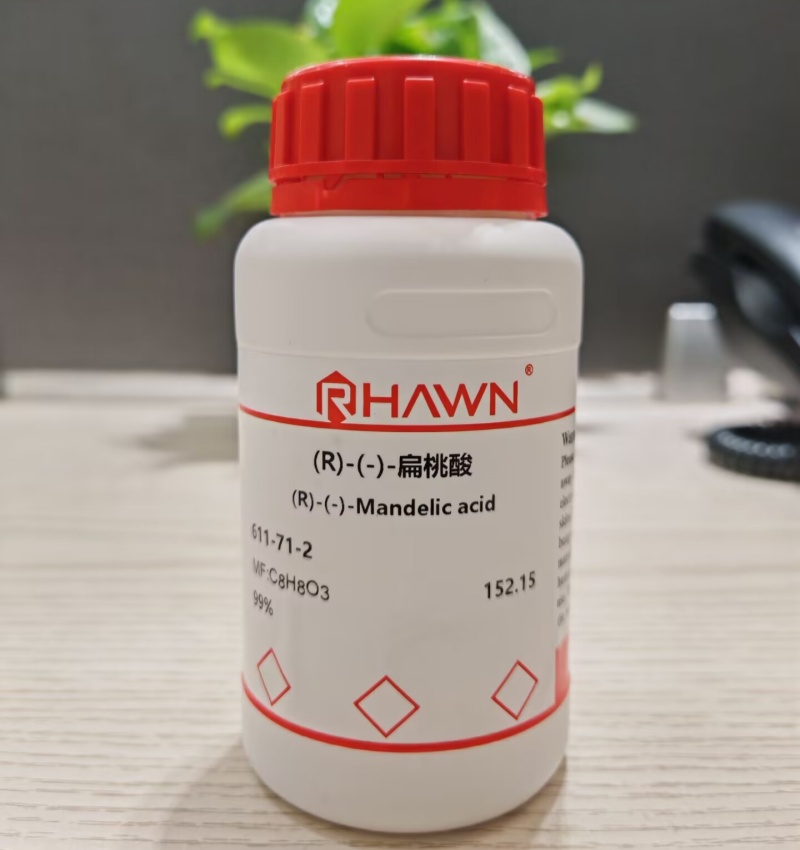 RHAWN®
(R)-(-)-扁桃酸
(R)-(-)-Mandelic acid
611-71-2
MF:C8H8O3
152.15
99%